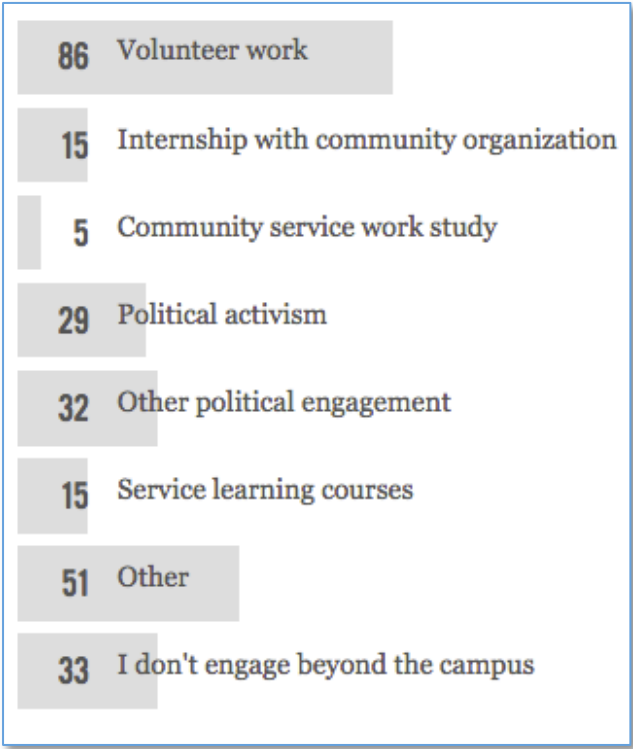 86 Volunteer work
15 Internship with community organization
5 Community service work study
29 Political activism
32 Other political engagement
15 Service learning courses
51 Other
33 I don't engage beyond the campus